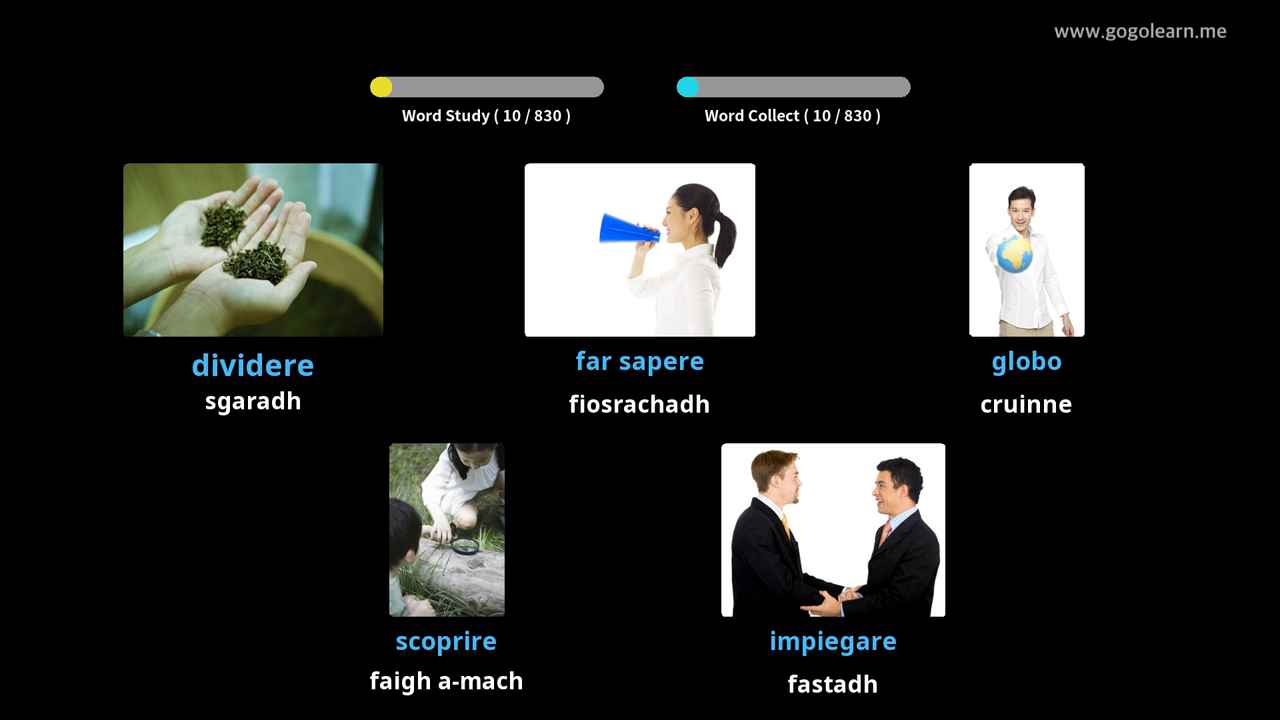 www.gogolearn.me
Word Study ( 10 / 830 )
Word Collect ( 10 / 830 )
dividere
sgaradh
far sapere
fiosrachadh
globo
cruinne
scoprire
faigh a-mach
impiegare
fastadh